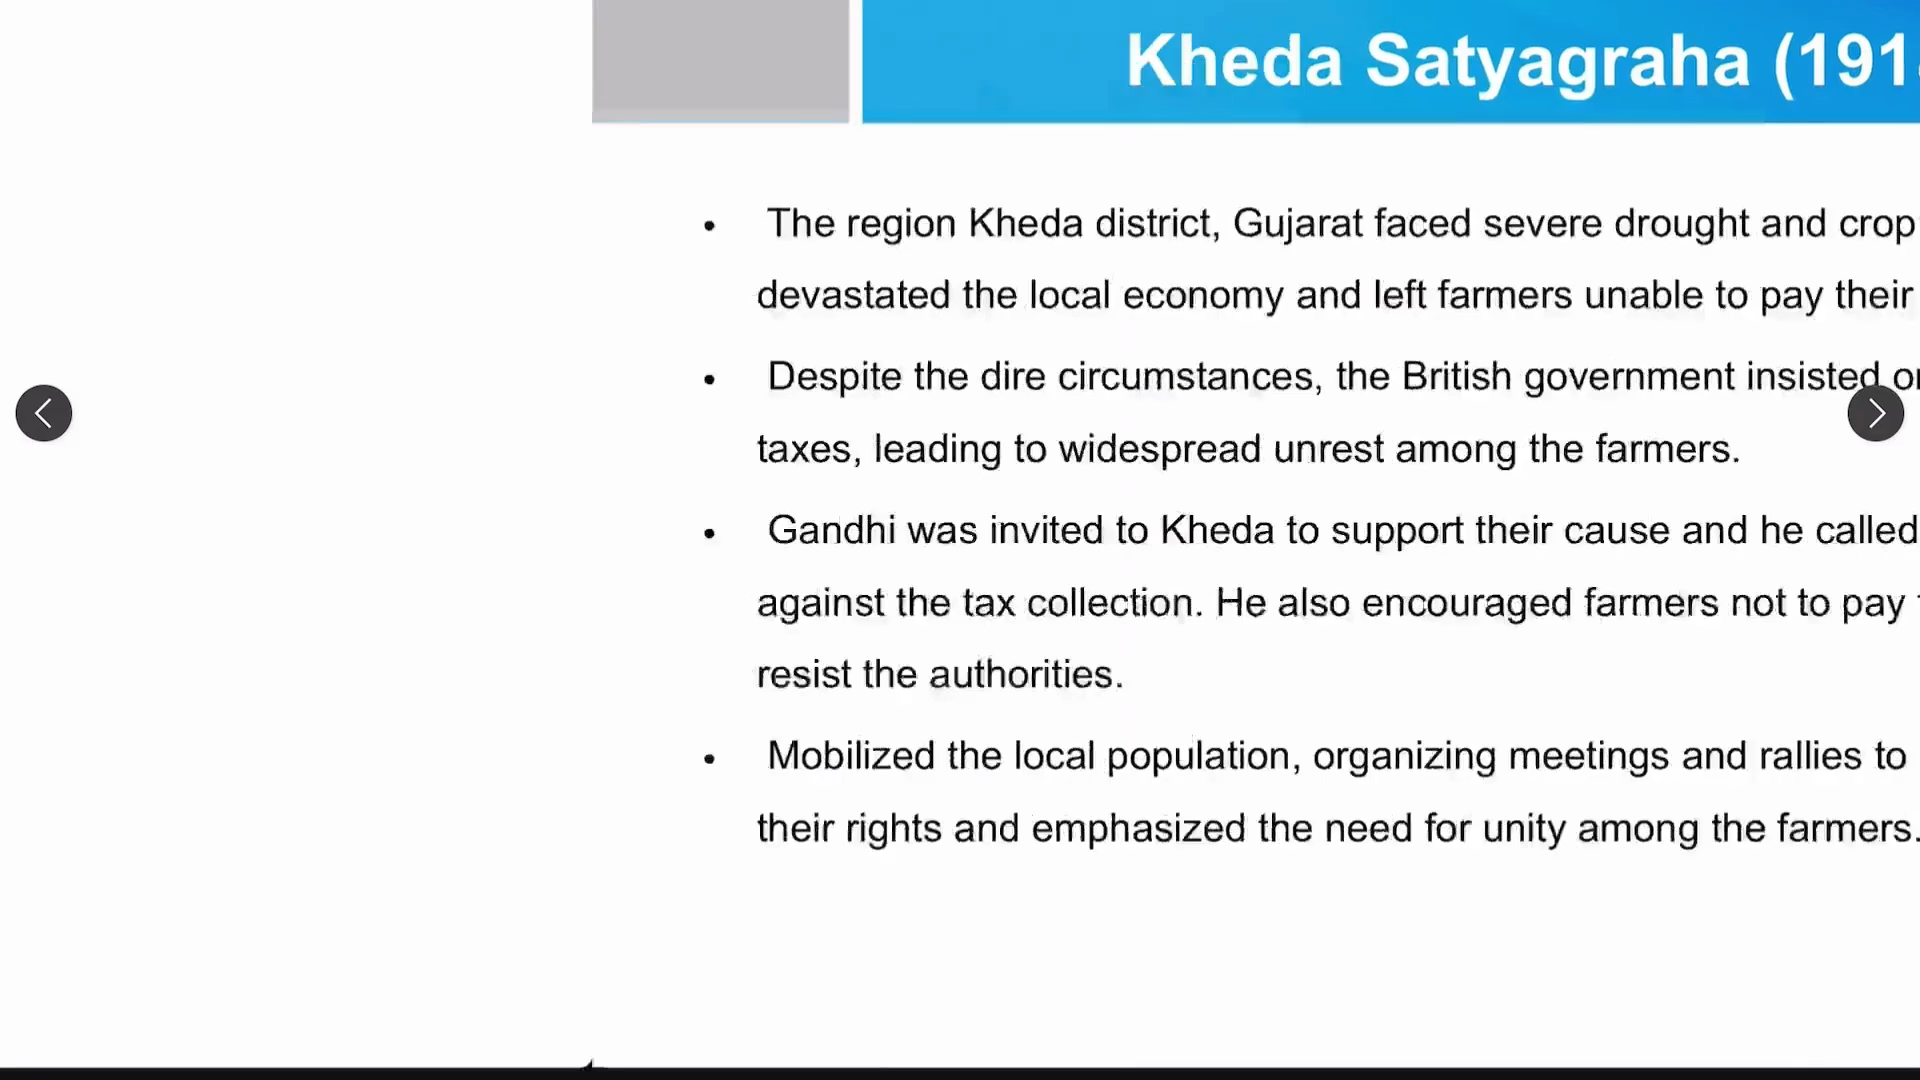 Kheda Satyagraha (191
• The region Kheda district, Gujarat faced severe drought and crop
devastated the local economy and left farmers unable to pay their
• Despite the dire circumstances, the British government insisted
taxes, leading to widespread unrest among the farmers.
• Gandhi was invited to Kheda to support their cause and he called
against the tax collection. He also encouraged farmers not to pay
resist the authorities.
• Mobilized the local population, organizing meetings and rallies to
their rights and emphasized the need for unity among the farmers.